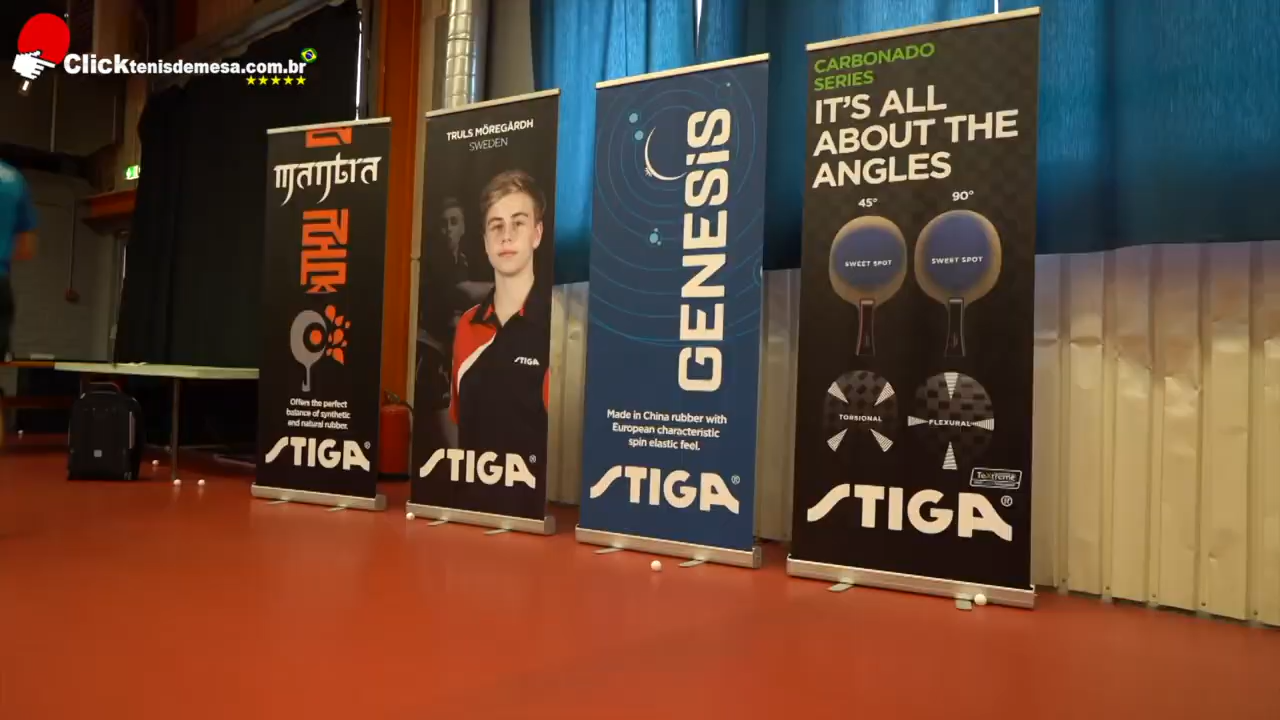 Clicktenisdemesa.com.br
mantra
Offers the perfect
balance of synthetic
and natural rubber.
STIGA®
TRULS MÖREGÅRDH
SWEDEN
STIGA
STIGA®
GENESIS
Made in China rubber with
European characteristic
spin elastic feel.
STIGA®
CARBONADO
SERIES
IT'S ALL
ABOUT THE
ANGLES
45° 90°
SWEET SPOT SWEET SPOT
TORSIONAL FLEXURAL
TeXtreme
STIGA®